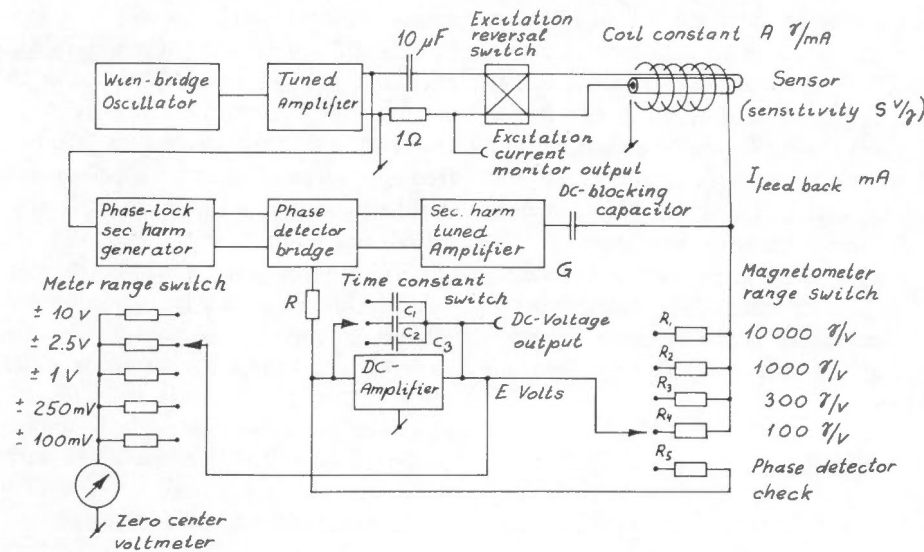 10 μF
Excitation
reversal
switch
Coil constant A γ/mA
Wien-bridge
Oscillator
Tuned
Amplifier
Sensor
(sensitivity S V/γ)
1Ω
Excitation
current
monitor output
I feed back mA
DC-blocking
capacitor
Phase-lock
sec. harm
generator
Phase
detector
bridge
Sec. harm
tuned
Amplifier
G
Meter range switch
R
Time constant
switch
Magnetometer
range switch
± 10 V
± 2.5V
± 1 V
± 250 mV
± 100mV
C1
C2
C3
DC-Voltage
output
DC-
Amplifier
E Volts
R1
10000 γ/V
R2
1000 γ/V
R3
300 γ/V
R4
100 γ/V
R5
Phase detector
check
Zero center
voltmeter